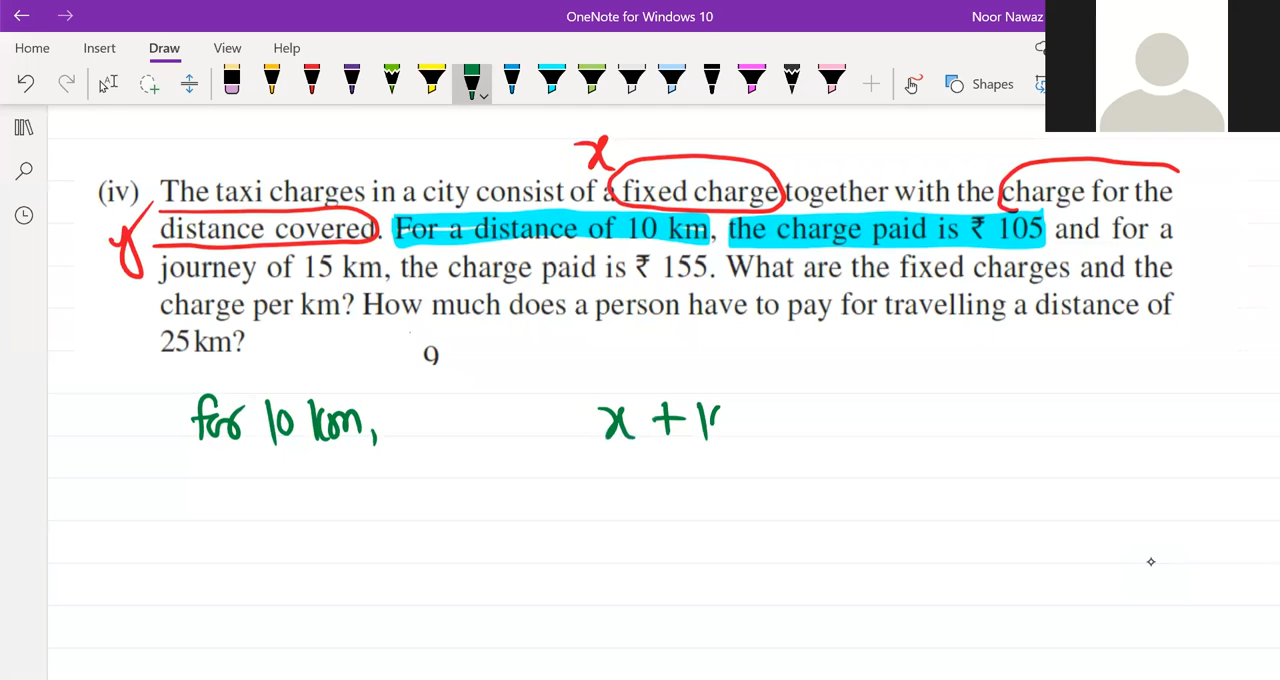 OneNote for Windows 10
Noor Nawaz
Home Insert Draw View Help
Shapes
x
(iv) The taxi charges in a city consist of a fixed charge together with the charge for the
y distance covered. For a distance of 10 km, the charge paid is ₹ 105 and for a
journey of 15 km, the charge paid is ₹ 155. What are the fixed charges and the
charge per km? How much does a person have to pay for travelling a distance of
25 km?
9
for 10 km, x + 1